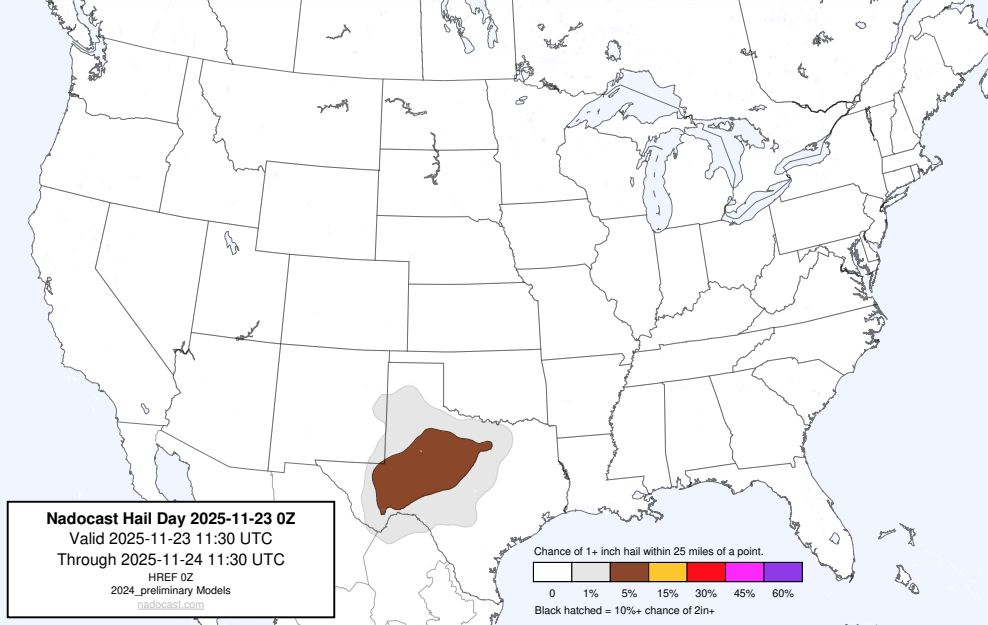 Nadocast Hail Day 2025-11-23 0Z
Valid 2025-11-23 11:30 UTC
Through 2025-11-24 11:30 UTC
HREF 0Z
2024_preliminary Models
nadocast.com
Chance of 1+ inch hail within 25 miles of a point.
0 1% 5% 15% 30% 45% 60%
Black hatched = 10%+ chance of 2in+